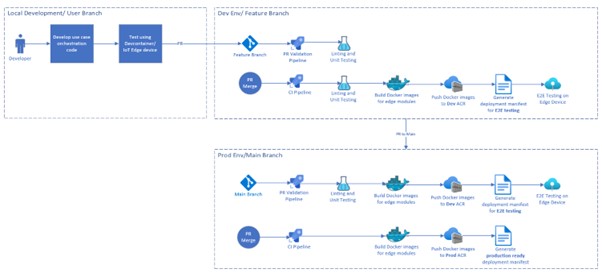 Local Development/ User Branch
Developer
Develop use case
orchestration
code
Test using
Devcontainer/
IoT Edge device
PR
Dev Env/ Feature Branch
Feature Branch
PR Validation
Pipeline
Linting and
Unit Testing
PR
Merge
CI Pipeline
Linting and
Unit Testing
Build Docker images
for edge modules
Push Docker images
to Dev ACR
Generate
deployment manifest
for E2E testing
E2E Testing on
Edge Device
PR to Main
Prod Env/Main Branch
Main Branch
PR Validation
Pipeline
Linting and
Unit Testing
Build Docker images
for edge modules
Push Docker images
to Dev ACR
Generate
deployment manifest
for E2E testing
E2E Testing on
Edge Device
PR
Merge
CI Pipeline
Build Docker images
for edge modules
Push Docker images
to Prod ACR
Generate
production ready
deployment manifest